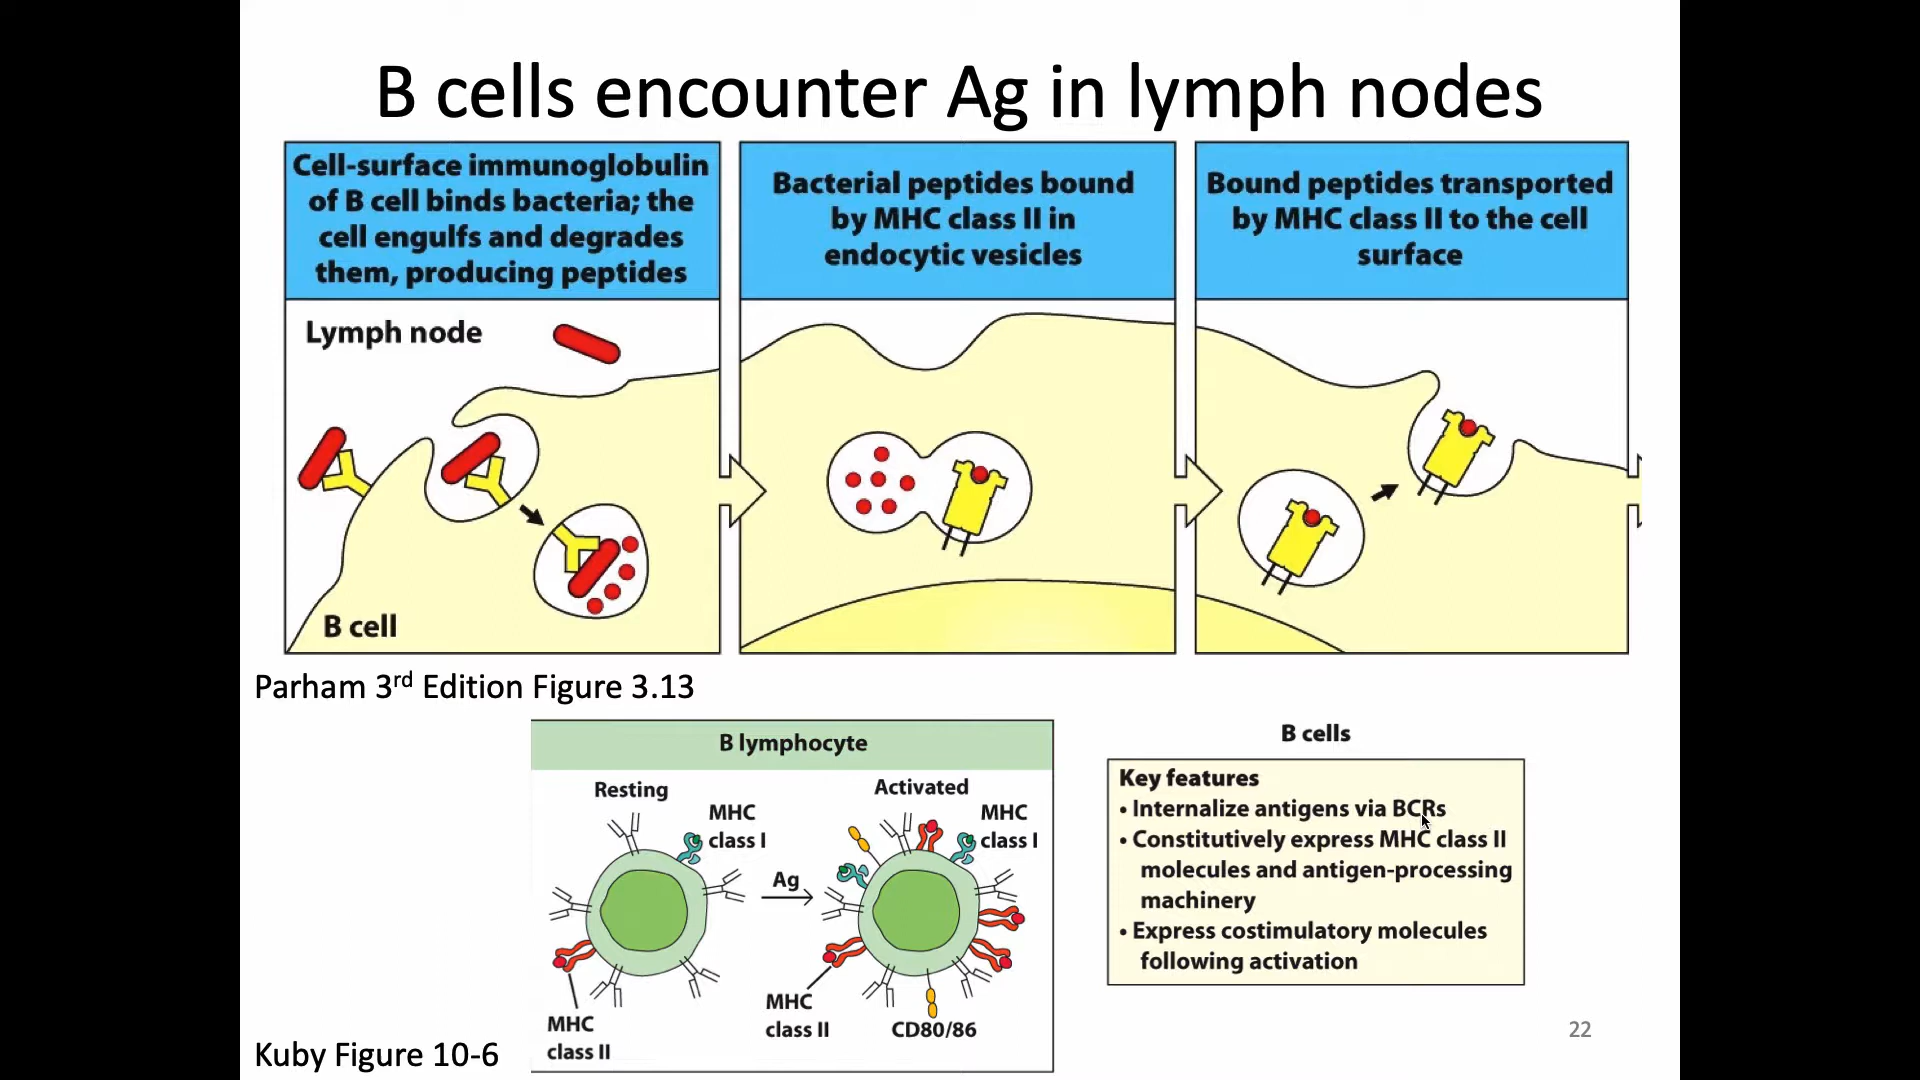 B cells encounter Ag in lymph nodes
Cell-surface immunoglobulin
of B cell binds bacteria; the
cell engulfs and degrades
them, producing peptides
Bacterial peptides bound
by MHC class II in
endocytic vesicles
Bound peptides transported
by MHC class II to the cell
surface
Lymph node
B cell
Parham 3rd Edition Figure 3.13
B lymphocyte
Resting
MHC
class I
MHC
class II
Ag
Activated
MHC
class I
MHC
class II
CD80/86
B cells
Key features
• Internalize antigens via BCRs
• Constitutively express MHC class II
molecules and antigen-processing
machinery
• Express costimulatory molecules
following activation
Kuby Figure 10-6
22